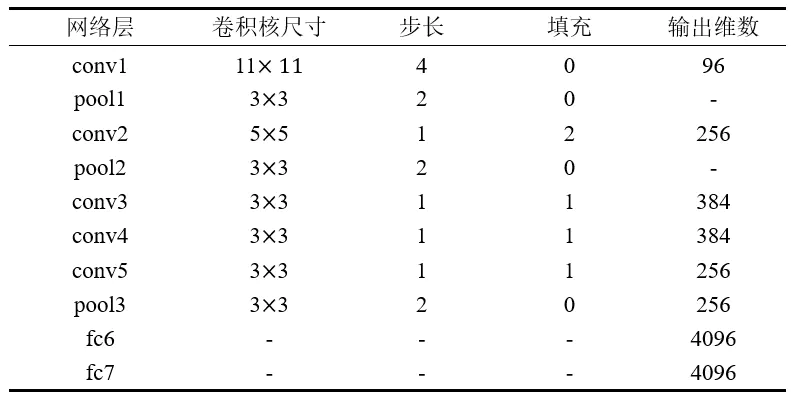 网络层 卷积核尺寸 步长 填充 输出维数
conv1 11×11 4 0 96
pool1 3×3 2 0 -
conv2 5×5 1 2 256
pool2 3×3 2 0 -
conv3 3×3 1 1 384
conv4 3×3 1 1 384
conv5 3×3 1 1 256
pool3 3×3 2 0 256
fc6 - - - 4096
fc7 - - - 4096